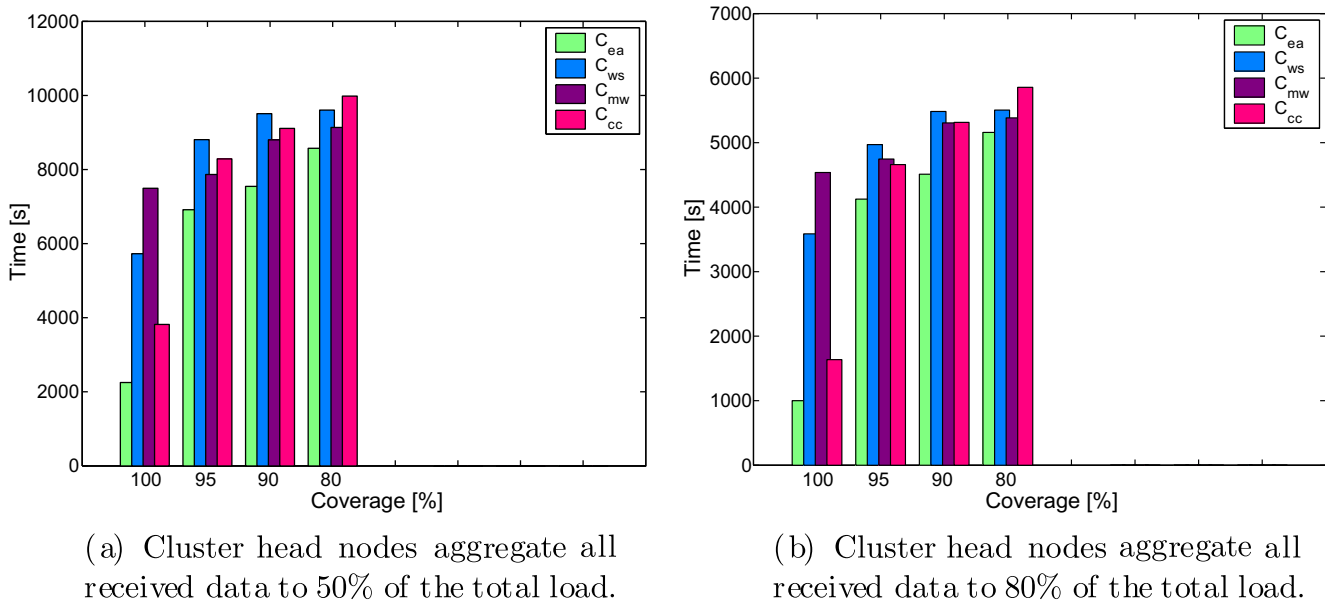 12000
10000
8000
6000
4000
2000
0
Time [s]
100 95 90 80
Coverage [%]
C_ea
C_ws
C_mw
C_cc
(a) Cluster head nodes aggregate all
received data to 50% of the total load.
7000
6000
5000
4000
3000
2000
1000
0
Time [s]
100 95 90 80
Coverage [%]
C_ea
C_ws
C_mw
C_cc
(b) Cluster head nodes aggregate all
received data to 80% of the total load.